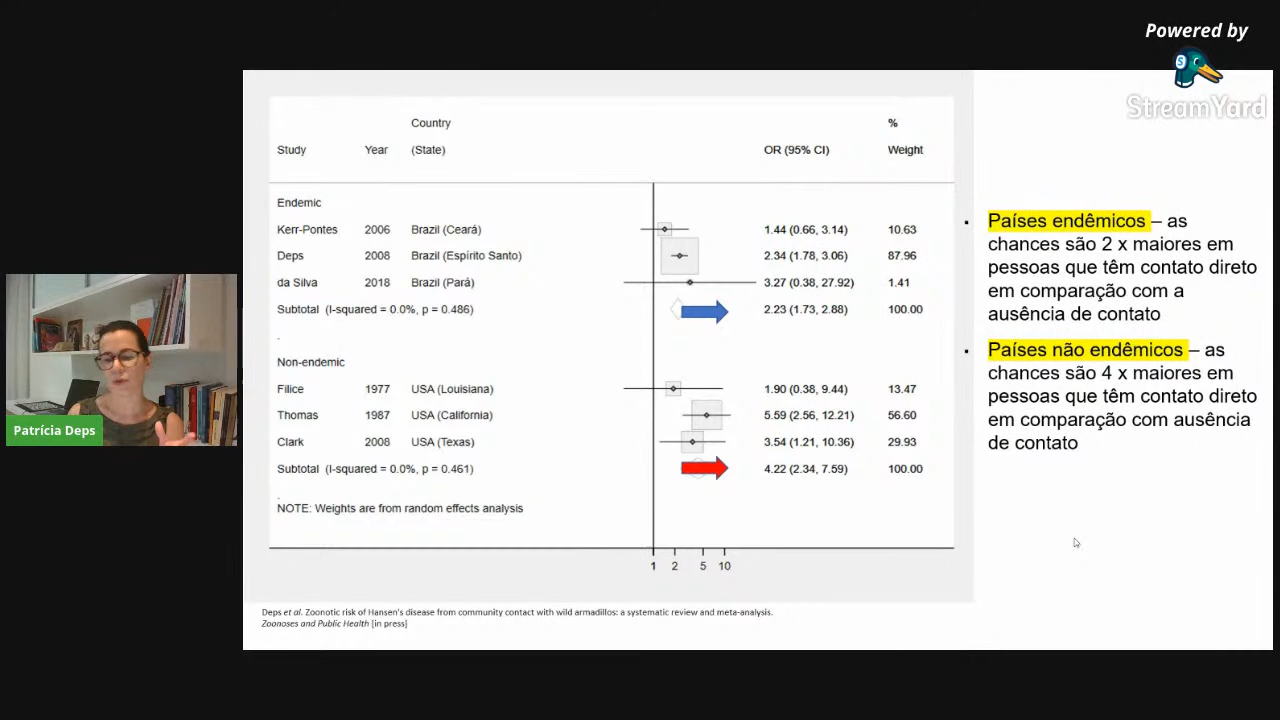 Powered by
StreamYard
Country
%
Study Year (State) OR (95% CI) Weight
Endemic
Kerr-Pontes 2006 Brazil (Ceará) 1.44 (0.66, 3.14) 10.63
Deps 2008 Brazil (Espírito Santo) 2.34 (1.78, 3.06) 87.96
da Silva 2018 Brazil (Pará) 3.27 (0.38, 27.92) 1.41
Subtotal (I-squared = 0.0%, p = 0.486) 2.23 (1.73, 2.88) 100.00
.
Non-endemic
Filice 1977 USA (Louisiana) 1.90 (0.38, 9.44) 13.47
Thomas 1987 USA (California) 5.59 (2.56, 12.21) 56.60
Clark 2008 USA (Texas) 3.54 (1.21, 10.36) 29.93
Subtotal (I-squared = 0.0%, p = 0.461) 4.22 (2.34, 7.59) 100.00
.
NOTE: Weights are from random effects analysis
1 2 5 10
Deps et al. Zoonotic risk of Hansen's disease from community contact with wild armadillos: a systematic review and meta-analysis.
Zoonoses and Public Health [in press]
▪ Países endêmicos – as
chances são 2 x maiores em
pessoas que têm contato direto
em comparação com a
ausência de contato
▪ Países não endêmicos – as
chances são 4 x maiores em
pessoas que têm contato direto
em comparação com ausência
de contato
Patrícia Deps